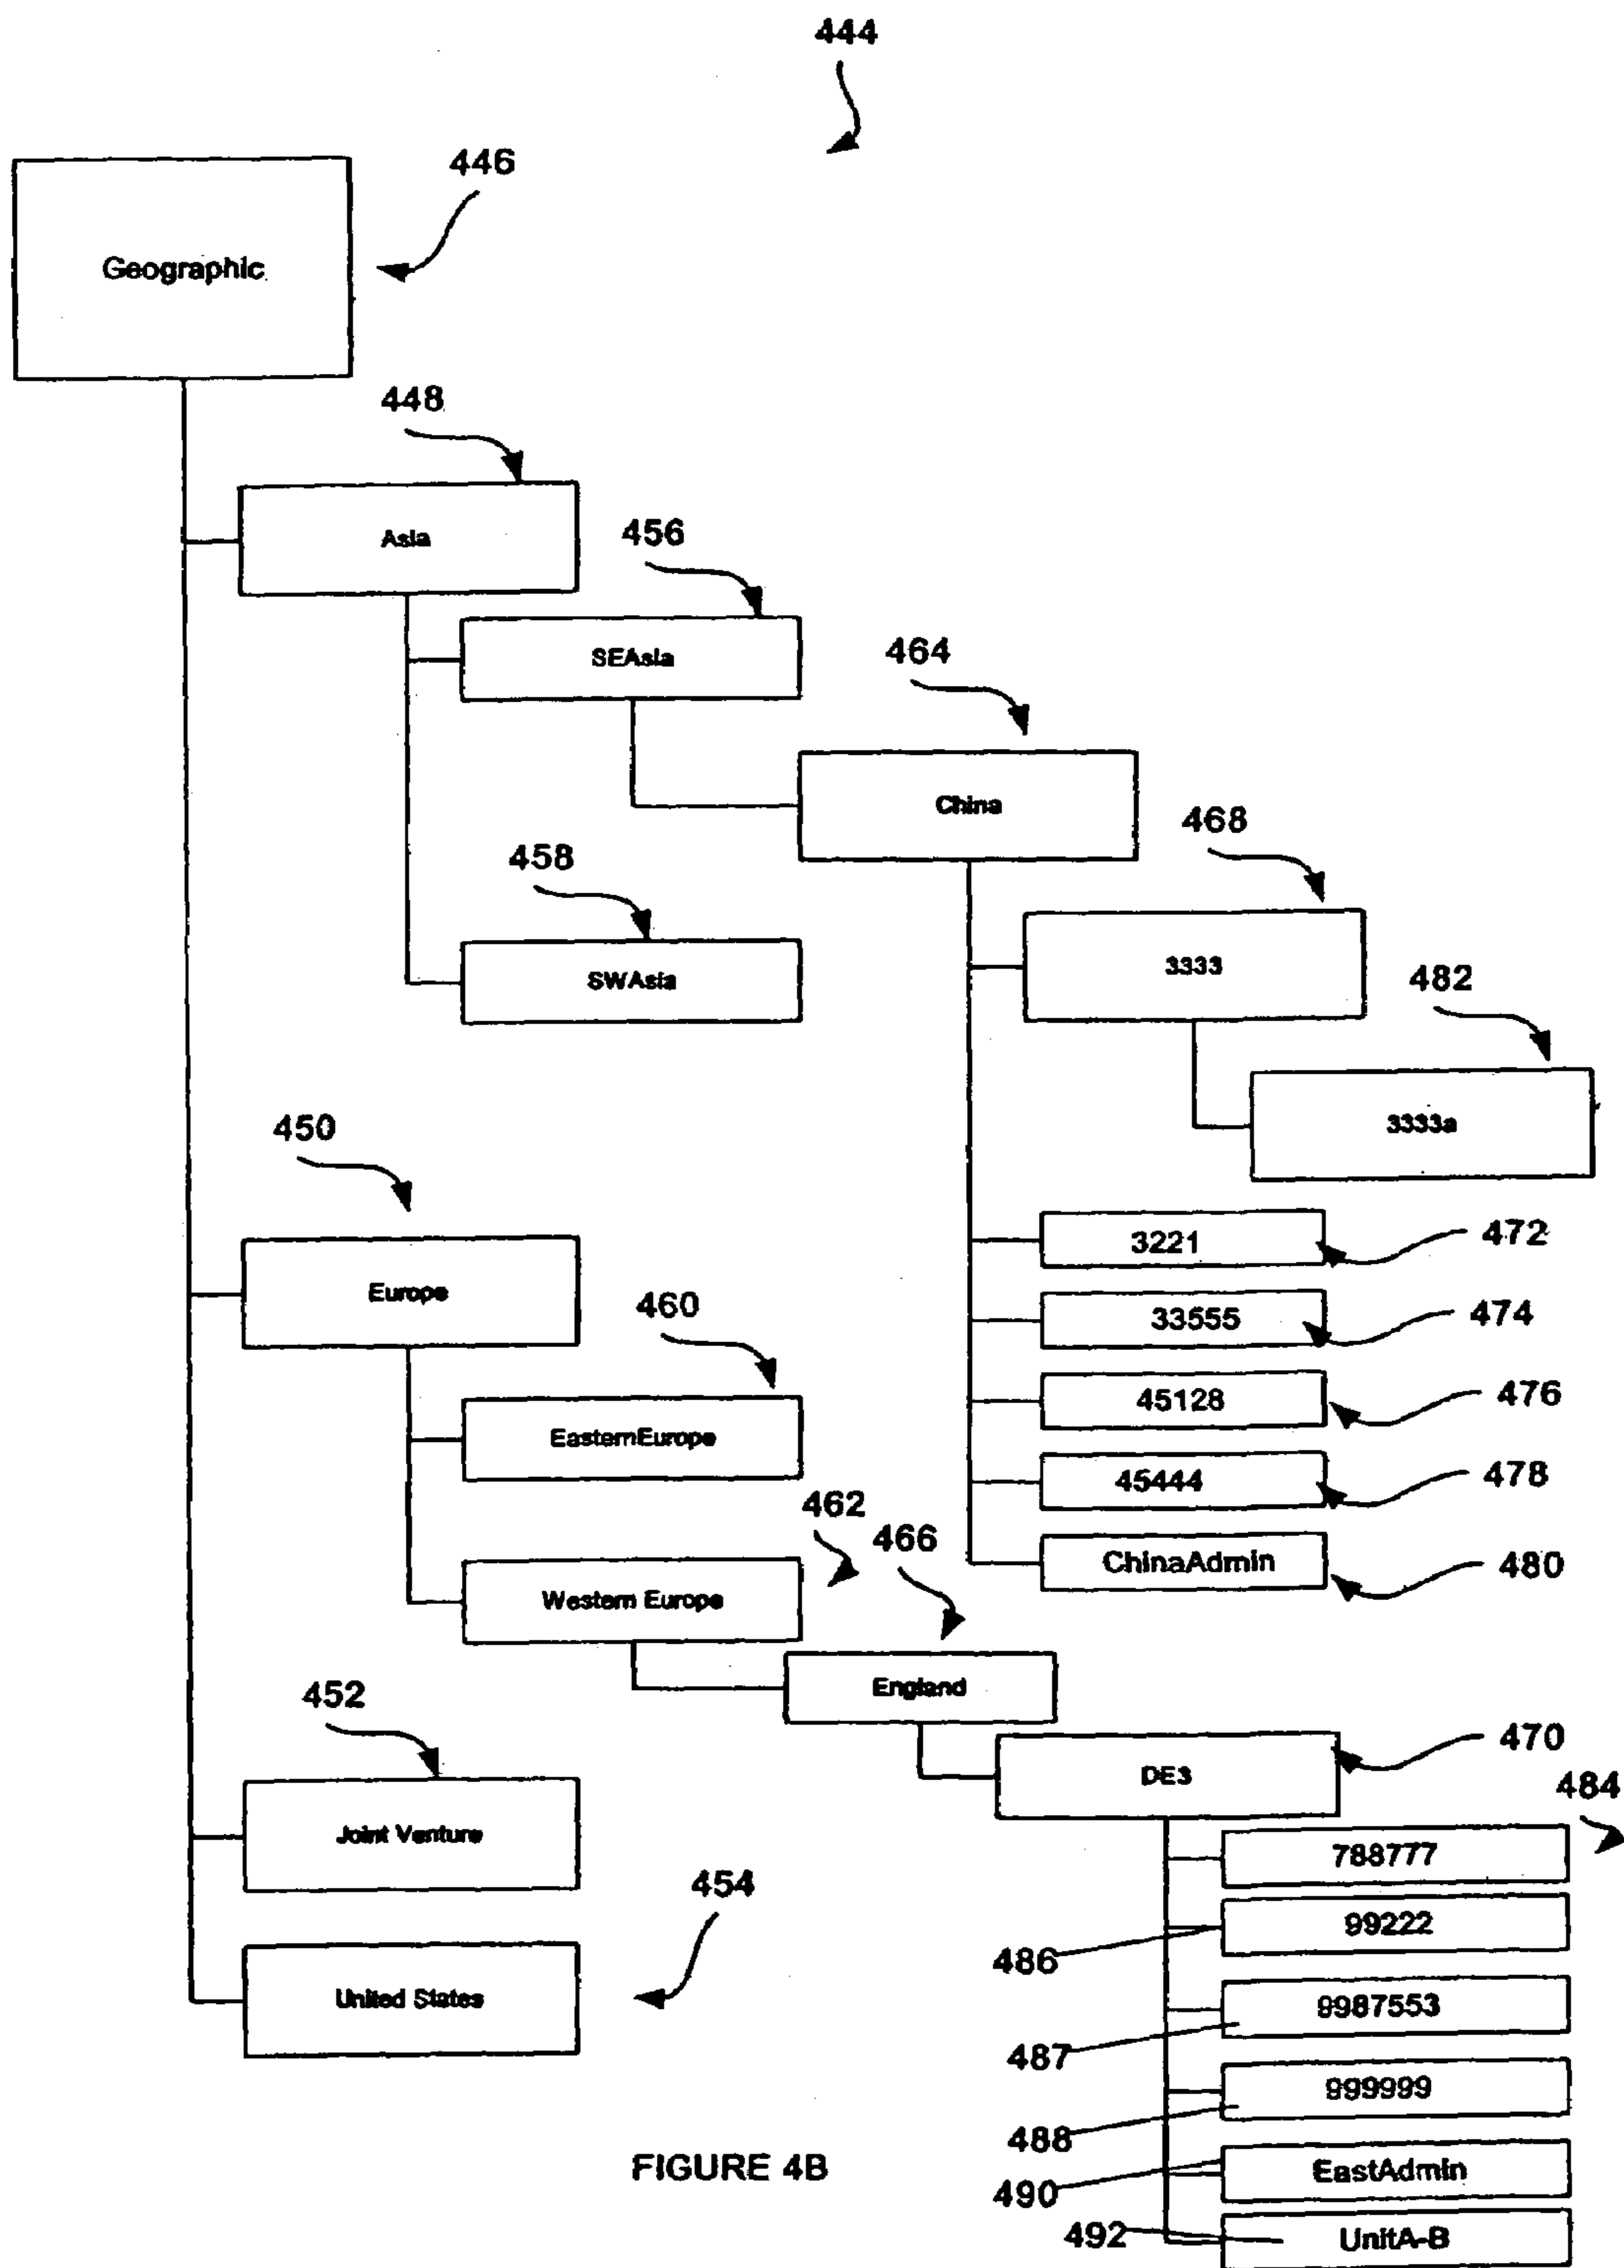 444
446
Geographic
448
Asia
456
SEAsia
464
China
468
3333
458
SWAsia
482
3333a
450
Europe
3221
472
460
33555
474
EasternEurope
45128
476
45444
478
462
466
ChinaAdmin
480
Western Europe
England
452
470
DE3
484
Joint Venture
788777
454
99222
486
United States
9987553
487
999999
488
FIGURE 4B
EastAdmin
490
492
UnitA-B